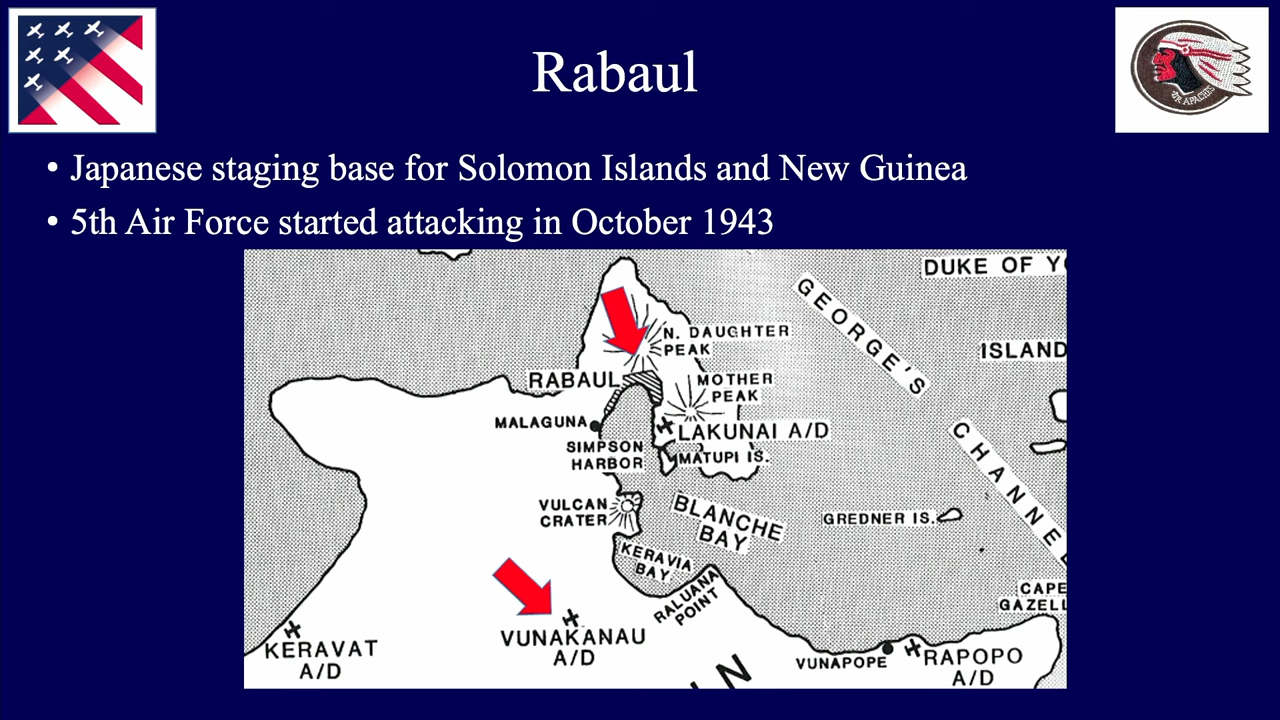 Rabaul
AIR APACHES
• Japanese staging base for Solomon Islands and New Guinea
• 5th Air Force started attacking in October 1943
DUKE OF Y
GEORGE'S
N. DAUGHTER
PEAK
ISLAND
RABAUL
MOTHER
PEAK
MALAGUNA
LAKUNAI A/D
SIMPSON
HARBOR
MATUPI IS.
CHANNE
VULCAN
CRATER
BLANCHE
BAY
GREDNER IS.
KERAVIA
BAY
RALUANA
POINT
CAPE
GAZELL
KERAVAT
A/D
VUNAKANAU
A/D
VUNAPOPE
RAPOPO
A/D
N